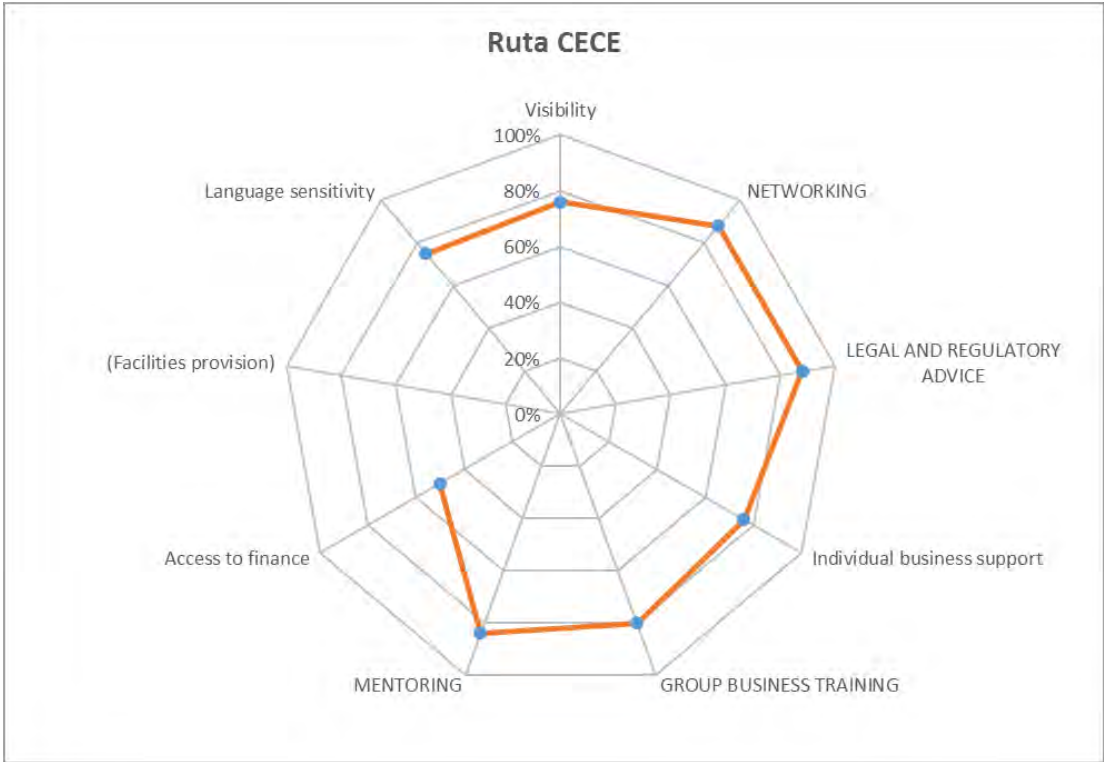 Ruta CECE
Visibility
100%
80%
60%
40%
20%
0%
NETWORKING
LEGAL AND REGULATORY
ADVICE
Individual business support
GROUP BUSINESS TRAINING
MENTORING
Access to finance
(Facilities provision)
Language sensitivity